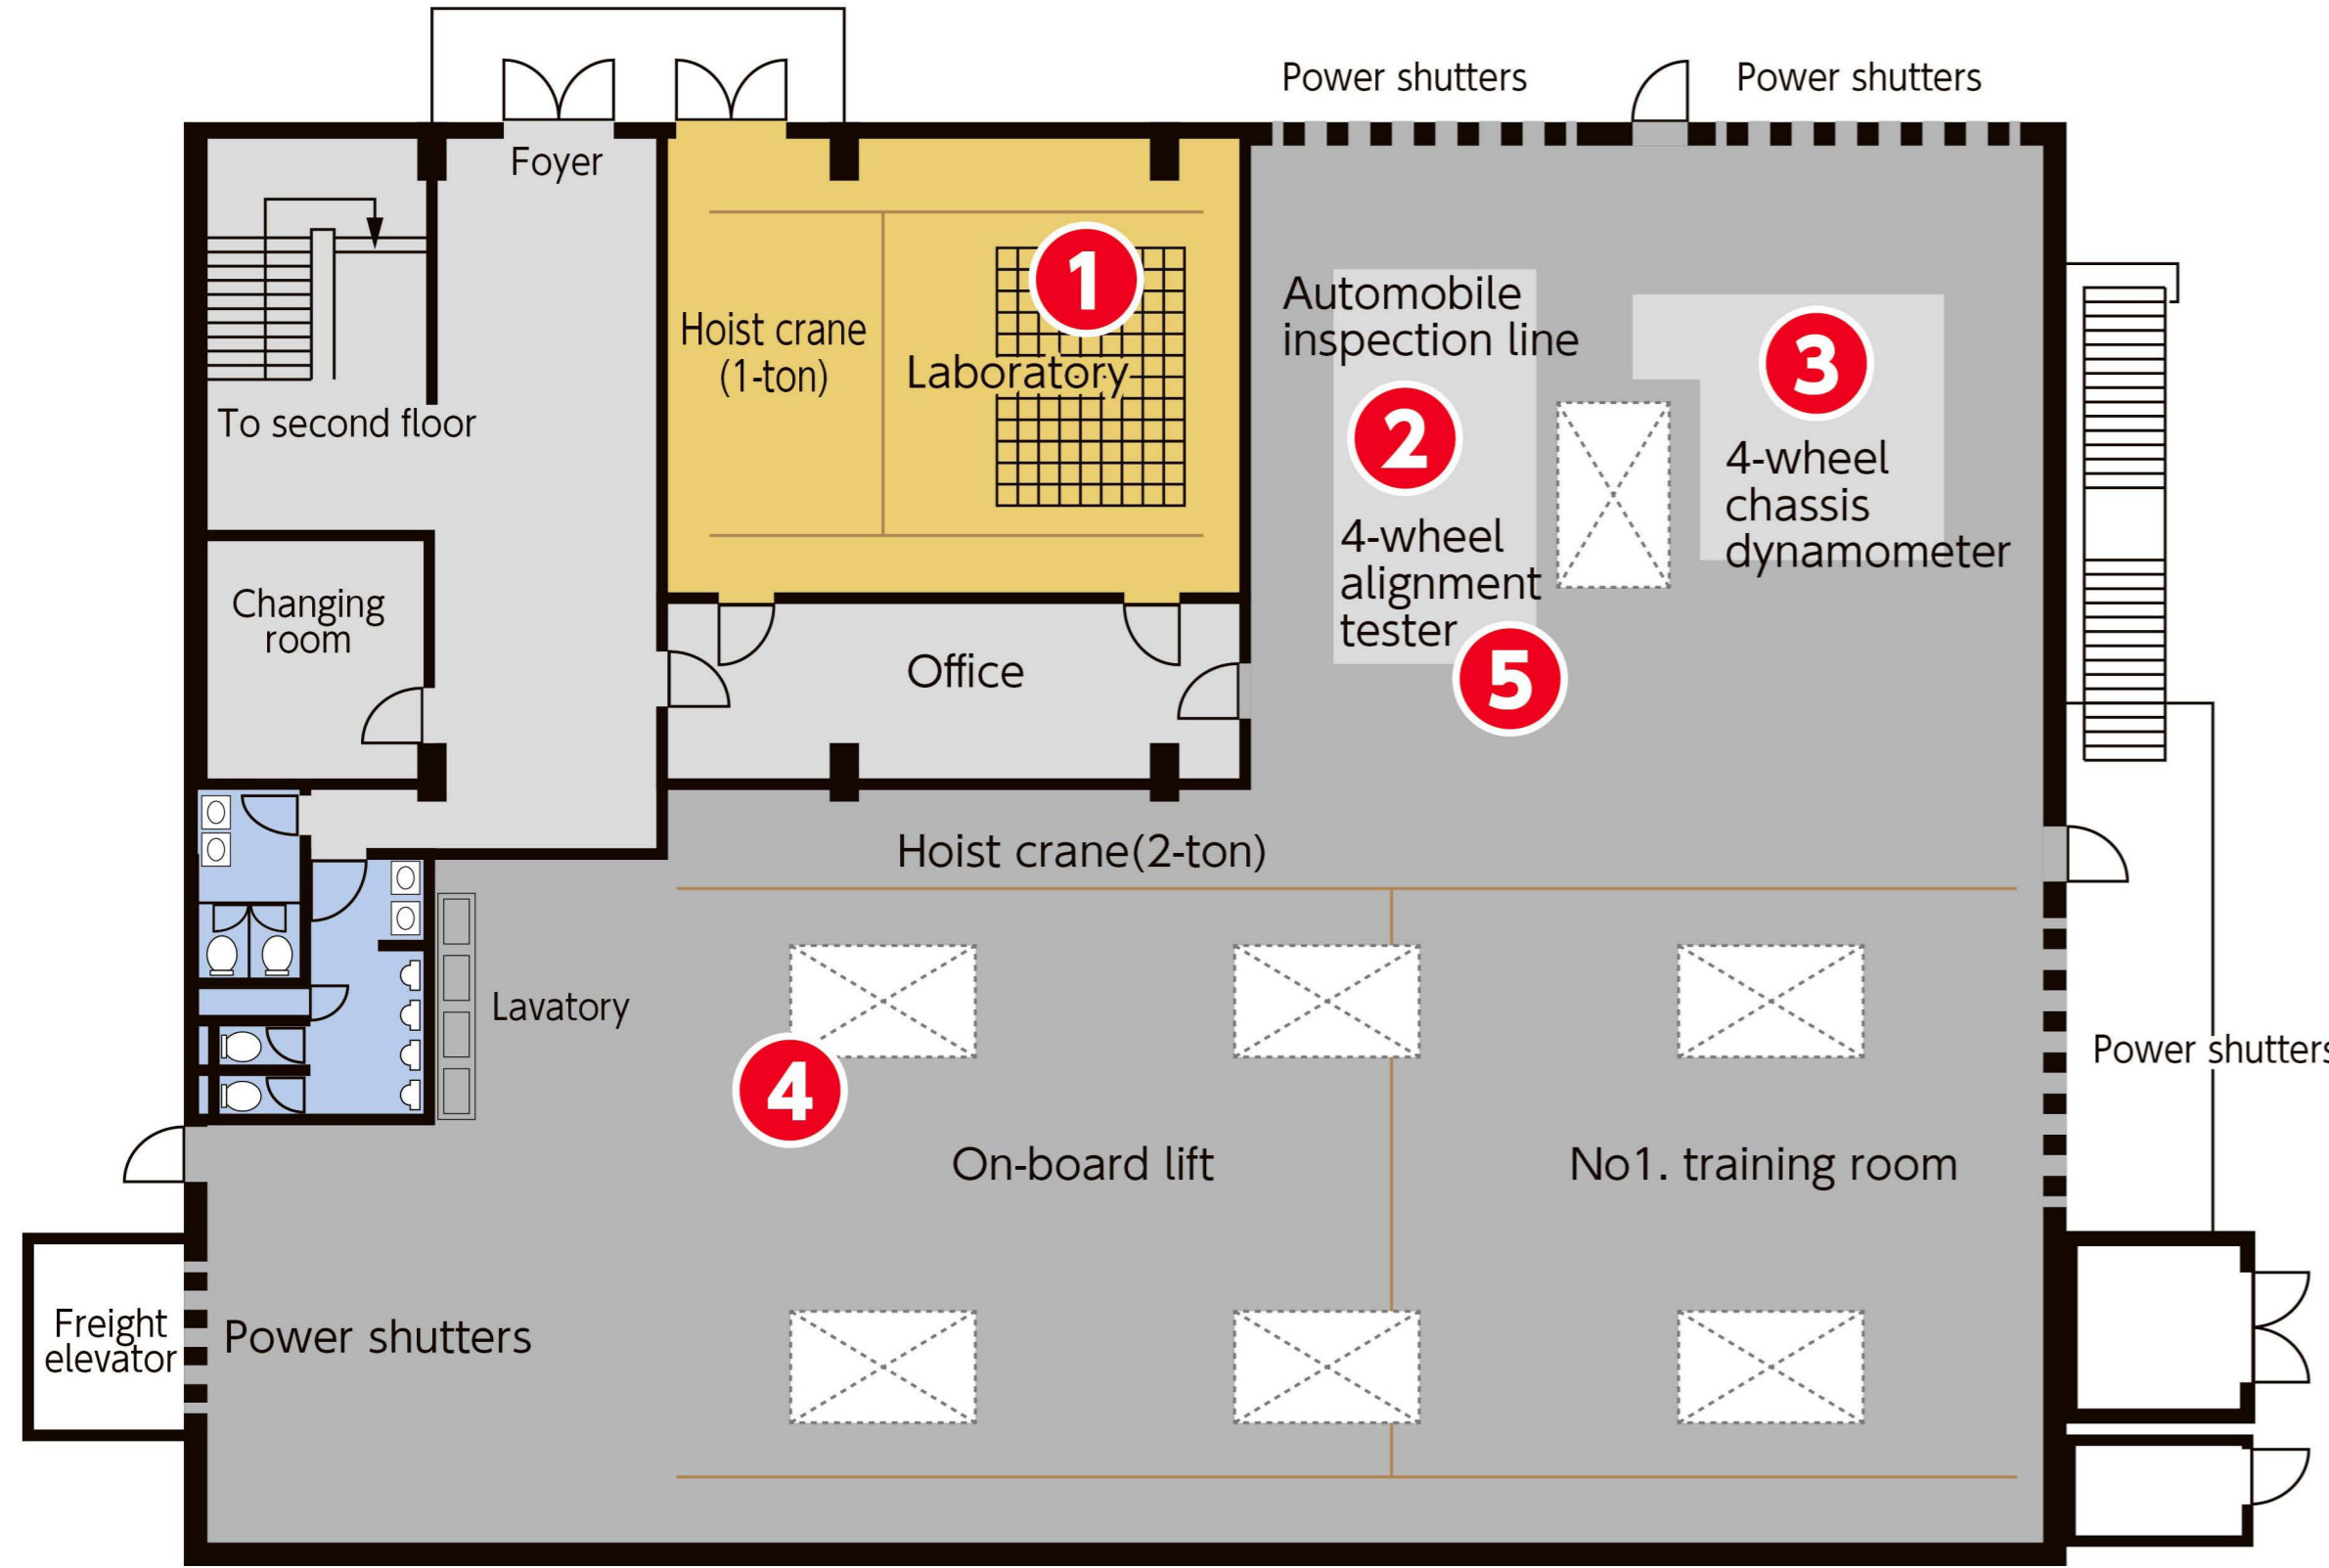 Power shutters
Power shutters
Foyer
1
Automobile
inspection line
Hoist crane
(1-ton)
Laboratory
3
2
To second floor
4-wheel
chassis
dynamometer
4-wheel
alignment
tester
Changing
room
Office
5
Hoist crane(2-ton)
Lavatory
Power shutters
4
On-board lift
No1. training room
Freight
elevator
Power shutters